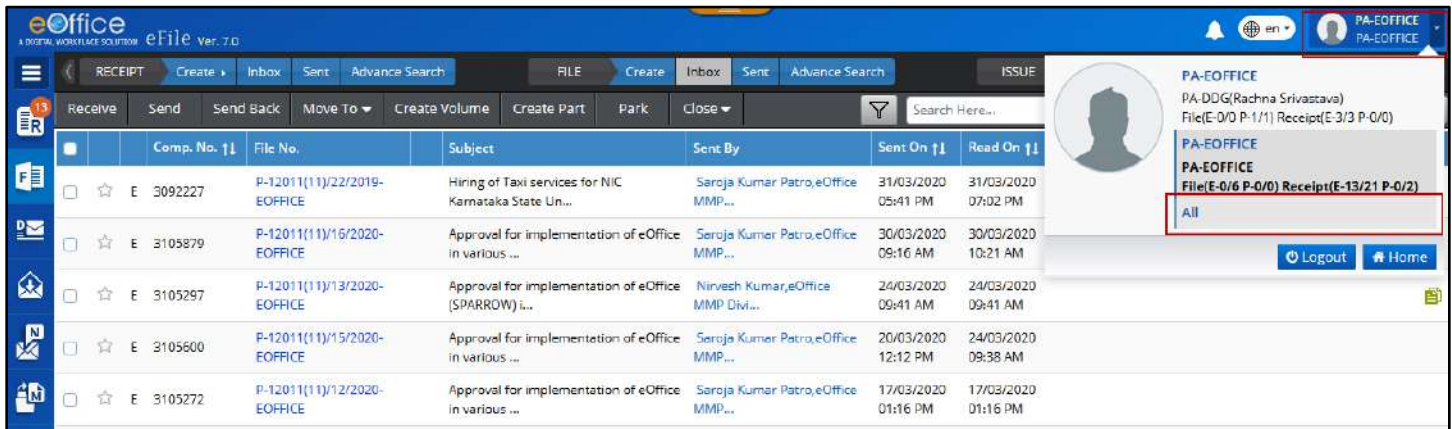 eOffice
A DIGITAL WORKPLACE SOLUTION eFile Ver. 7.0
en
PA-EOFFICE
PA-EOFFICE
RECEIPT Create Inbox Sent Advance Search FILE Create Inbox Sent Advance Search ISSUE
13
R
Receive Send Send Back Move To Create Volume Create Part Park Close Search Here...
Comp. No. File No. Subject Sent By Sent On Read On
F
E 3092227 P-12011(11)/22/2019- Hiring of Taxi services for NIC Saroja Kumar Patro,eOffice 31/03/2020 31/03/2020
EOFFICE Karnataka State Un... MMP... 05:41 PM 07:02 PM
D
E 3105879 P-12011(11)/16/2020- Approval for implementation of eOffice Saroja Kumar Patro,eOffice 30/03/2020 30/03/2020
EOFFICE in various ... MMP... 09:16 AM 10:21 AM
E 3105297 P-12011(11)/13/2020- Approval for implementation of eOffice Nirvesh Kumar,eOffice 24/03/2020 24/03/2020
EOFFICE (SPARROW) i... MMP Divi... 09:41 AM 09:41 AM
N
E 3105600 P-12011(11)/15/2020- Approval for implementation of eOffice Saroja Kumar Patro,eOffice 20/03/2020 24/03/2020
EOFFICE in various ... MMP... 12:12 PM 09:38 AM
M
E 3105272 P-12011(11)/12/2020- Approval for implementation of eOffice Saroja Kumar Patro,eOffice 17/03/2020 17/03/2020
EOFFICE in various ... MMP... 01:16 PM 01:16 PM
PA-EOFFICE
PA-DDG(Rachna Srivastava)
File(E-0/0 P-1/1) Receipt(E-3/3 P-0/0)
PA-EOFFICE
PA-EOFFICE
File(E-0/6 P-0/0) Receipt(E-13/21 P-0/2)
All
Logout Home